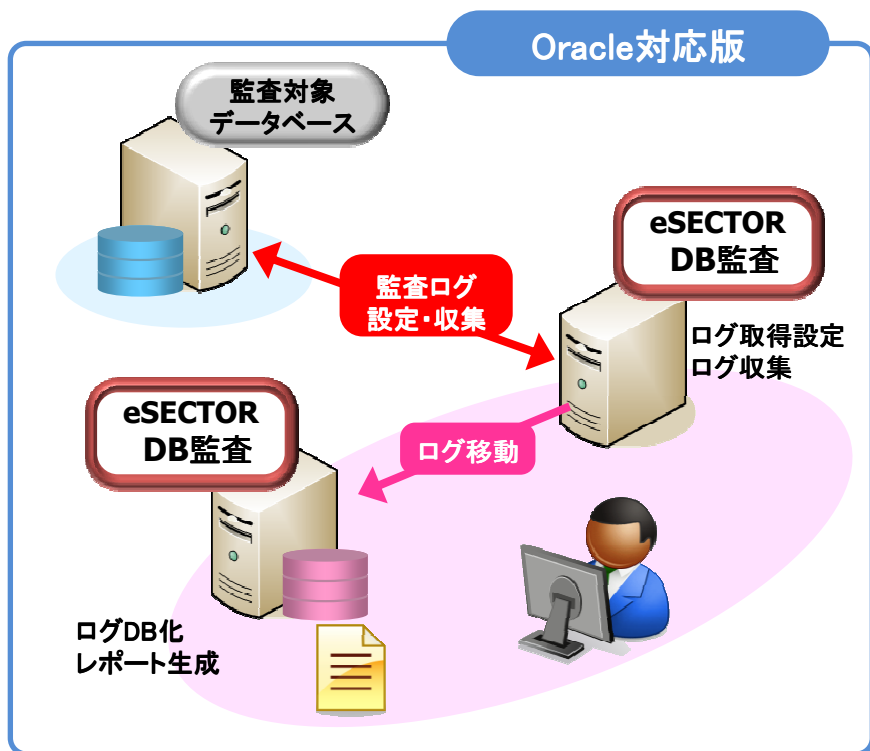 Oracle対応版
監査対象
データベース
eSECTOR
DB監査
監査ログ
設定・収集
ログ取得設定
ログ収集
eSECTOR
DB監査
ログ移動
ログDB化
レポート生成